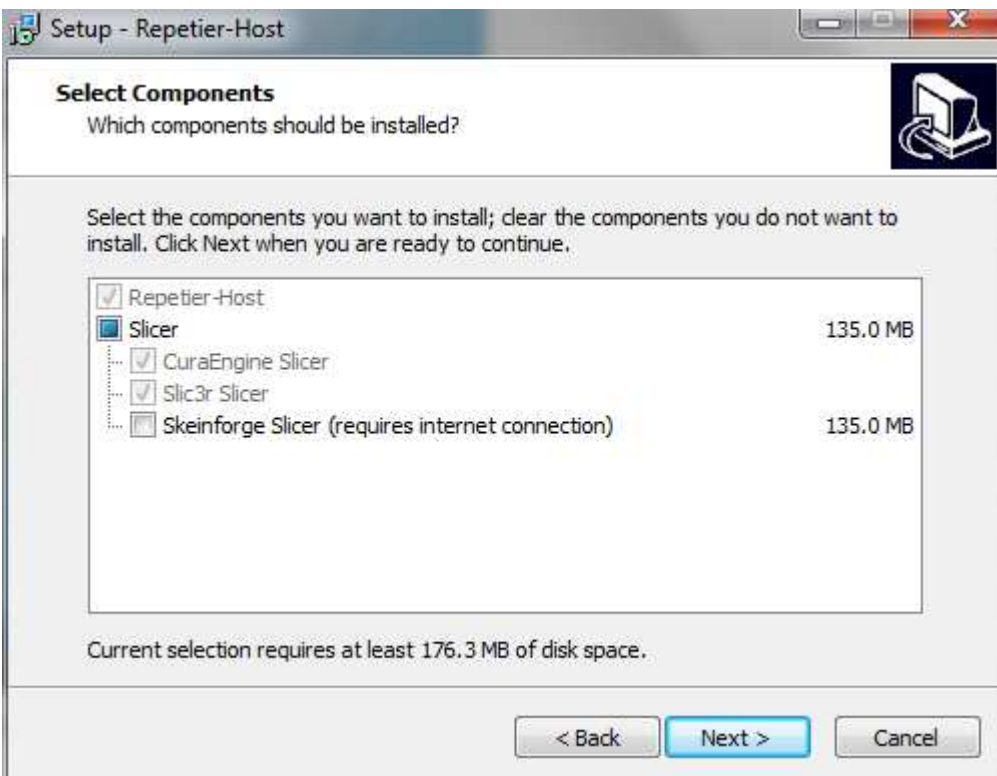 Setup - Repetier-Host
Select Components
Which components should be installed?
Select the components you want to install; clear the components you do not want to
install. Click Next when you are ready to continue.
Repetier-Host
Slicer 135.0 MB
CuraEngine Slicer
Slic3r Slicer
Skeinforge Slicer (requires internet connection) 135.0 MB
Current selection requires at least 176.3 MB of disk space.
< Back Next > Cancel